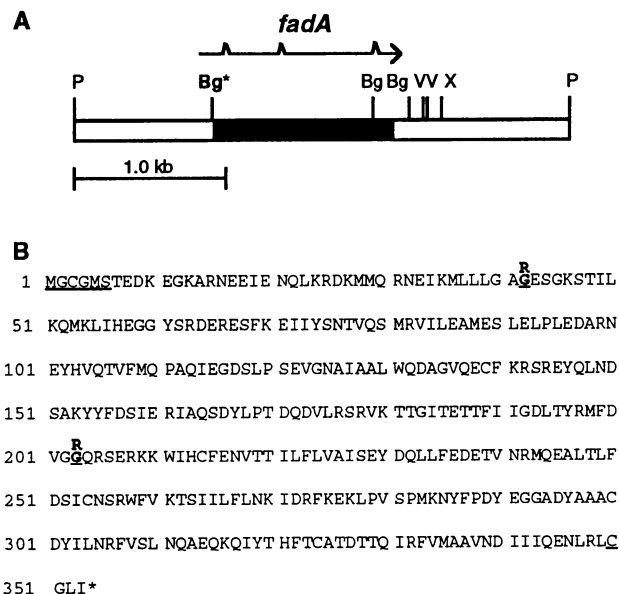 A
fadA
P Bg* Bg Bg V V X P
1.0 kb
B
R
1 MGCGMSTEDK EGKARNEEIE NQLKRDKMMQ RNEIKMLLLG AGESGKSTIL
51 KQMKLIHEGG YSRDERESFK EIIYSNTVQS MRVILEAMES LELPLEDARN
101 EYHVQTVFMQ PAQIEGDSLP SEVGNAIAAL WQDAGVQECF KRSREYQLND
151 SAKYYFDSIE RIAQSDYLPT DQDVLRSRVK TTGITETTFI IGDLTYRMFD
R
201 VGGQRSERKK WIHCFENVTT ILFLVAISEY DQLLFEDETV NRMQEALTLF
251 DSICNSRWFV KTSIILFLNK IDRFKEKLPV SPMKNYFPDY EGGADYAAAC
301 DYILNRFVSL NQAEQKQIYT HFTCATDTTQ IRFVMAAVND IIIQENLRLC
351 GLI*